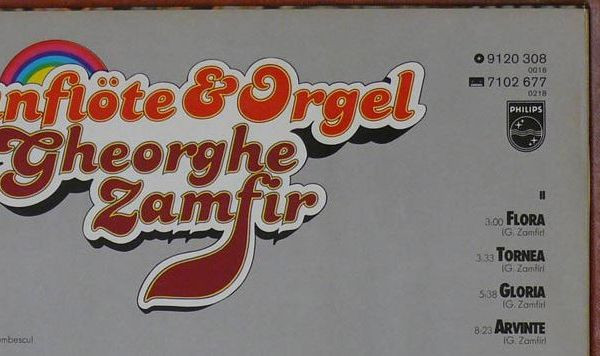 nflöte & Orgel
Gheorghe
Zamfir
9120 308
0018
7102 677
0218
PHILIPS
II
3:00 FLORA
(G. Zamfir)
3:33 TORNEA
(G. Zamfir)
5:38 GLORIA
(G. Zamfir)
8:23 ARVINTE
(G. Zamfir)
mbescu)